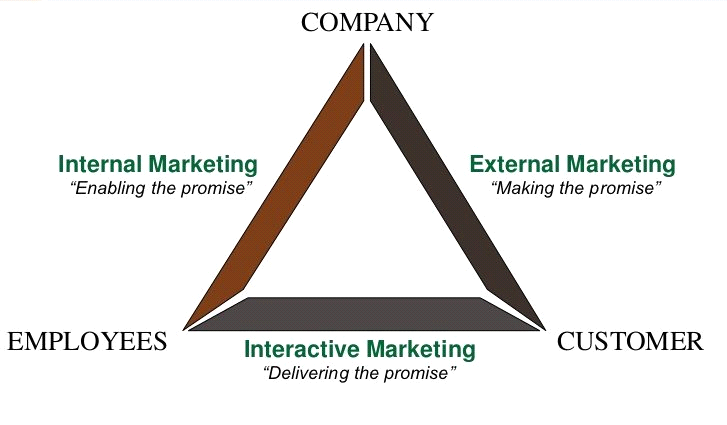 COMPANY
Internal Marketing
“Enabling the promise”
External Marketing
“Making the promise”
EMPLOYEES
CUSTOMER
Interactive Marketing
“Delivering the promise”